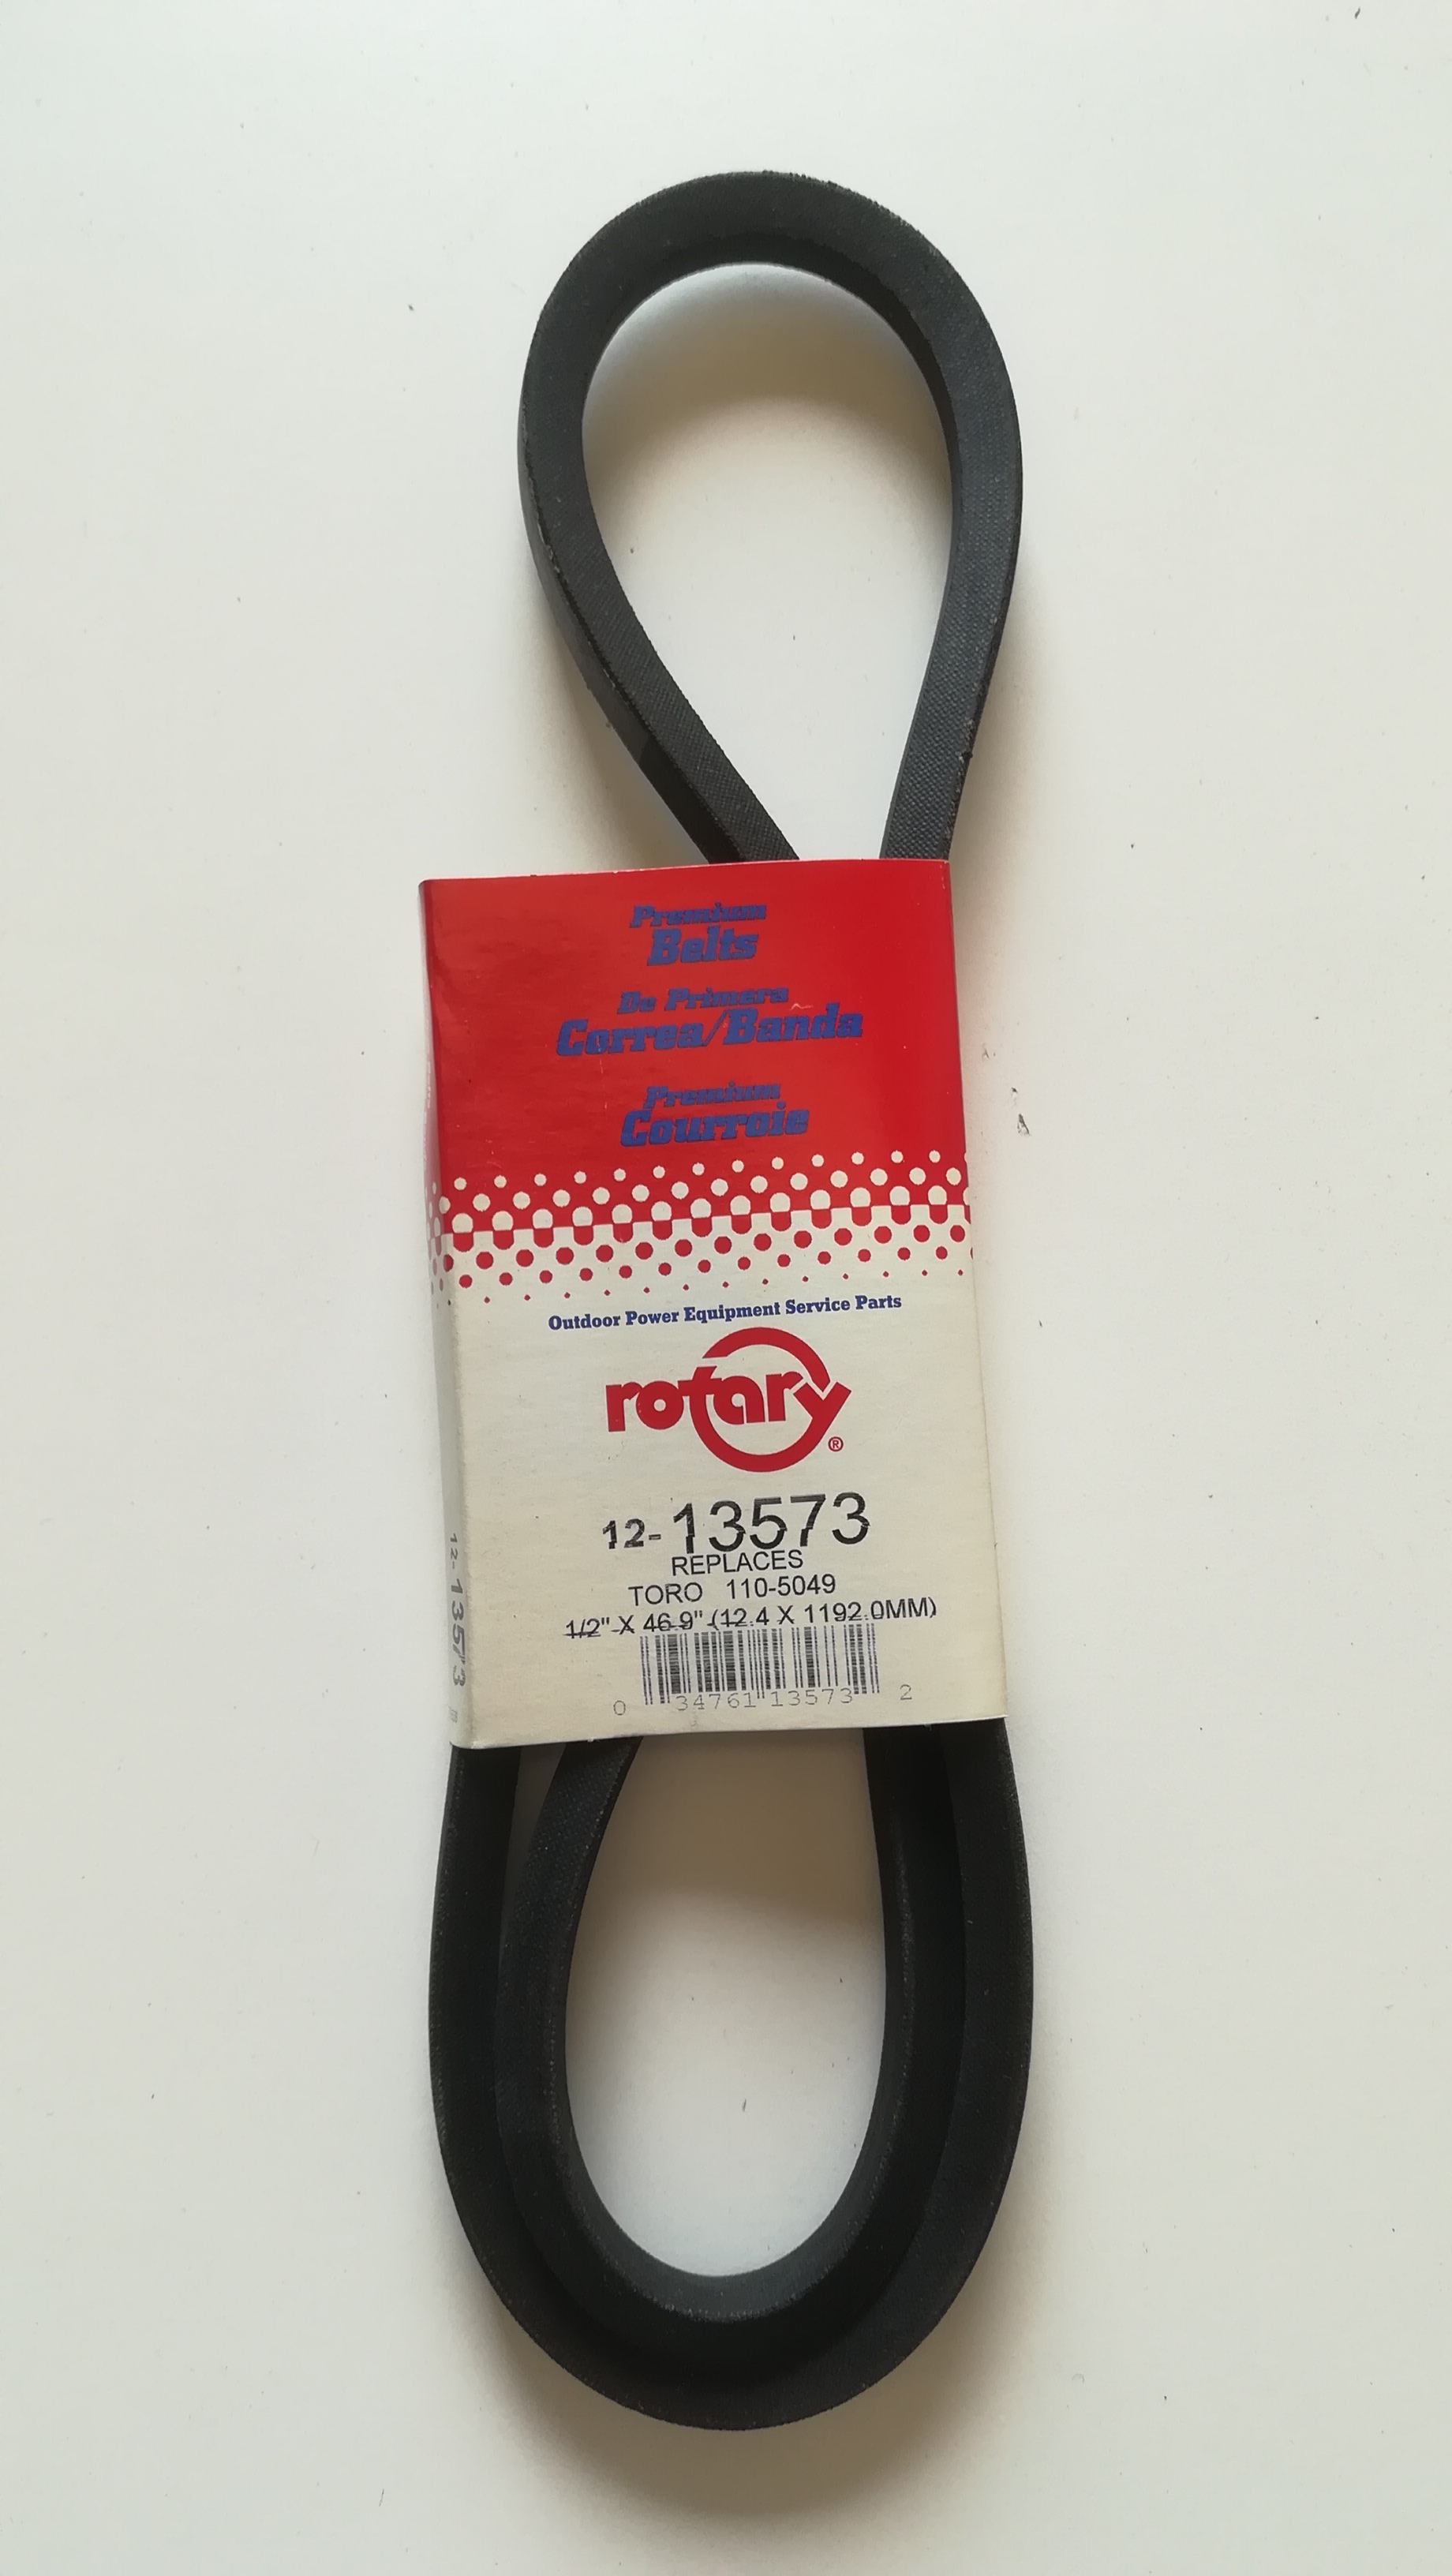 Premium
Belts
De Primera
Correa/Banda
Premium
Courroie
Outdoor Power Equipment Service Parts
rotary®
12-13573
REPLACES
TORO 110-5049
1/2" X 46.9" (12.4 X 1192.0MM)
0 34761 13573 2
12-13573